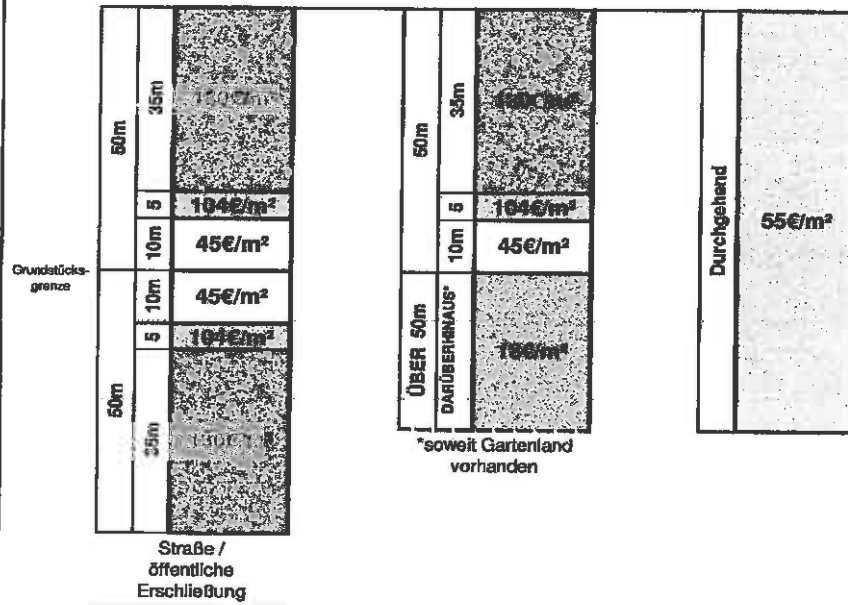 50m
35m
130€/m²
5
104€/m²
10m
45€/m²
Grundstücks-
grenze
10m
45€/m²
5
104€/m²
50m
35m
Straße /
öffentliche
Erschließung
50m
35m
5
104€/m²
10m
45€/m²
ÜBER 50m
DARÜBERHINAUS*
*soweit Gartenland
vorhanden
Durchgehend
55€/m²